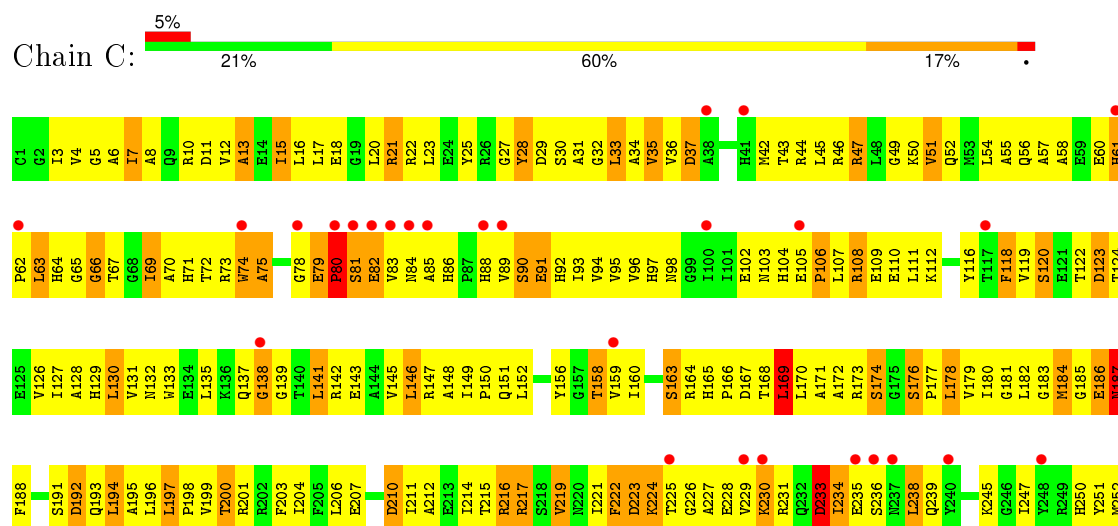 5%
Chain C:
21% 60% 17% •
C1 G2 I3 V4 G5 A6 I7 A8 Q9 R10 D11 V12 A13 E14 I15 L16 L17 E18 G19 L20 R21 R22 L23 E24 Y25 R26 G27 Y28 D29 S30 A31 G32 L33 A34 V35 V36 D37 A38 H41 M42 T43 R44 L45 R46 R47 L48 G49 K50 V51 Q52 M53 L54 A55 Q56 A57 A58 E59 E60 H61
P62 L63 H64 G65 G66 T67 G68 I69 A70 H71 T72 R73 W74 A75 G78 E79 P80 S81 E82 V83 N84 A85 H86 P87 H88 V89 S90 E91 H92 I93 V94 V95 V96 H97 N98 G99 I100 I101 E102 N103 H104 E105 P106 L107 R108 E109 E110 L111 K112 Y116 T117 F118 V119 S120 E121 T122 D123 T124
E125 V126 I127 A128 H129 L130 V131 N132 W133 E134 L135 K136 Q137 G138 G139 T140 L141 R142 E143 A144 V145 L146 R147 A148 I149 P150 Q151 L152 Y156 G157 T158 V159 I160 S163 R164 H165 P166 D167 T168 L169 L170 A171 A172 R173 S174 G175 S176 P177 L178 V179 I180 G181 L182 G183 M184 G185 E186 N187
F188 S191 D192 Q193 L194 A195 L196 L197 P198 V199 T200 R201 R202 F203 I204 F205 L206 E207 D210 I211 A212 E213 F214 T215 R216 R217 S218 V219 N220 I221 F222 D223 K224 T225 G226 A227 E228 V229 K230 R231 Q232 D233 I234 E235 S236 N237 L238 Q239 Y240 K245 G246 I247 Y248 R249 H250 Y251